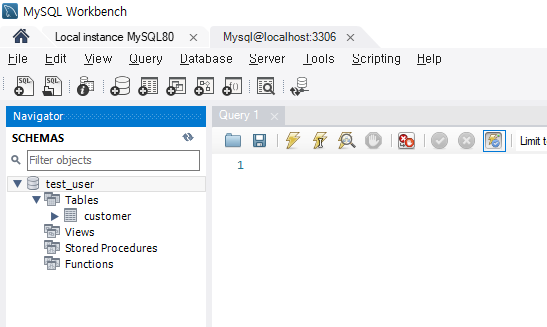 MySQL Workbench
Local instance MySQL80 × Mysql@localhost:3306 ×
File Edit View Query Database Server Tools Scripting Help
SQL SQL
Navigator Query 1 ×
SCHEMAS
Filter objects Limit to
test_user 1
Tables
customer
Views
Stored Procedures
Functions